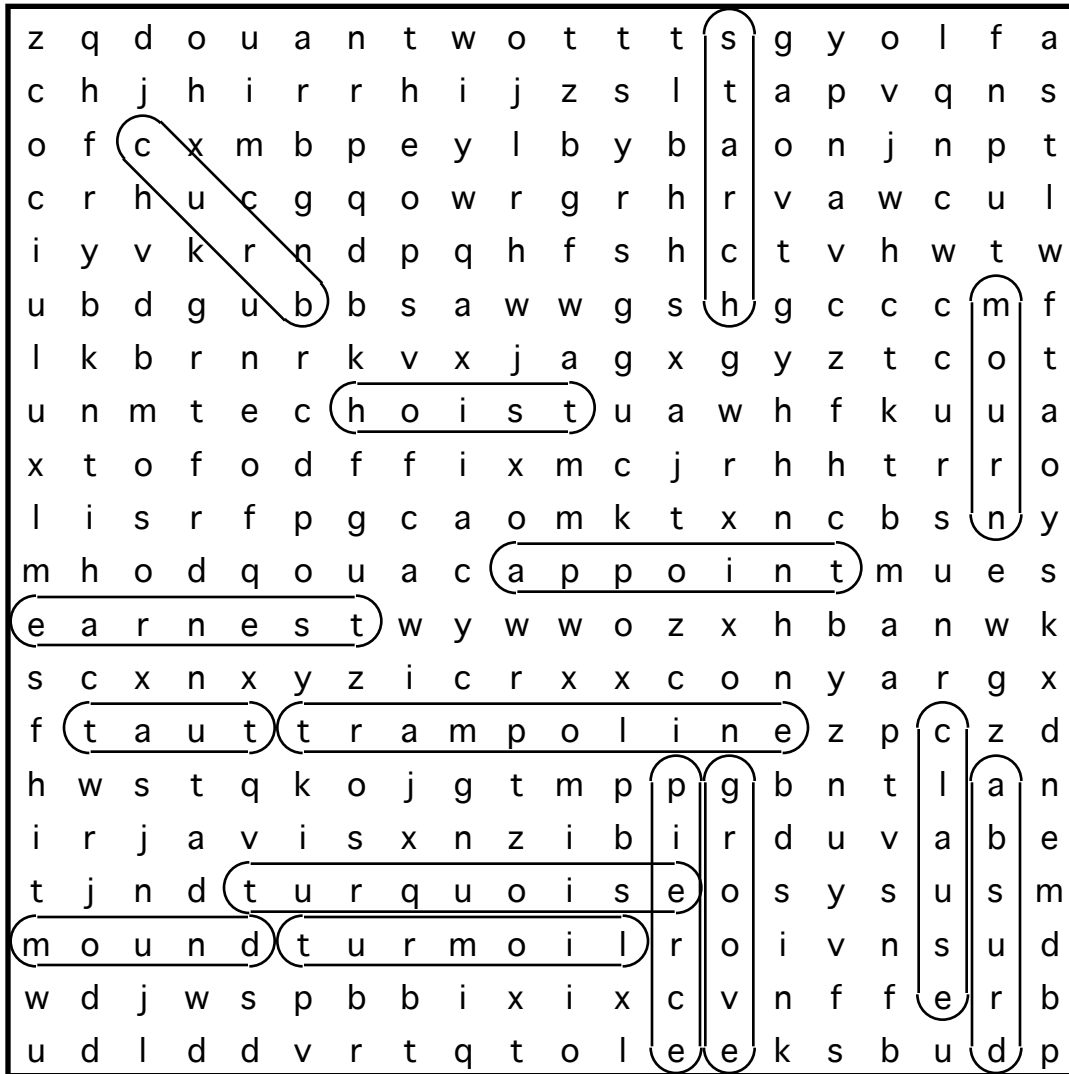 z q d o u a n t w o t t t s g y o l f a
c h j h i r r h i j z s l t a p v q n s
o f c x m b p e y l b y b a o n j n p t
c r h u c g q o w r g r h r v a w c u l
i y v k r n d p q h f s h c t v h w t w
u b d g u b b s a w w g s h g c c c m f
l k b r n r k v x j a g x g y z t c o t
u n m t e c h o i s t u a w h f k u u a
x t o f o d f f i x m c j r h h t r r o
l i s r f p g c a o m k t x n c b s n y
m h o d q o u a c a p p o i n t m u e s
e a r n e s t w y w w o z x h b a n w k
s c x n x y z i c r x x c o n y a r g x
f t a u t t r a m p o l i n e z p c z d
h w s t q k o j g t m p p g b n t l a n
i r j a v i s x n z i b i r d u v a b e
t j n d t u r q u o i s e o s y s u s m
m o u n d t u r m o i l r o i v n s u d
w d j w s p b b i x i x c v n f f e r b
u d l d d v r t q t o l e e k s b u d p